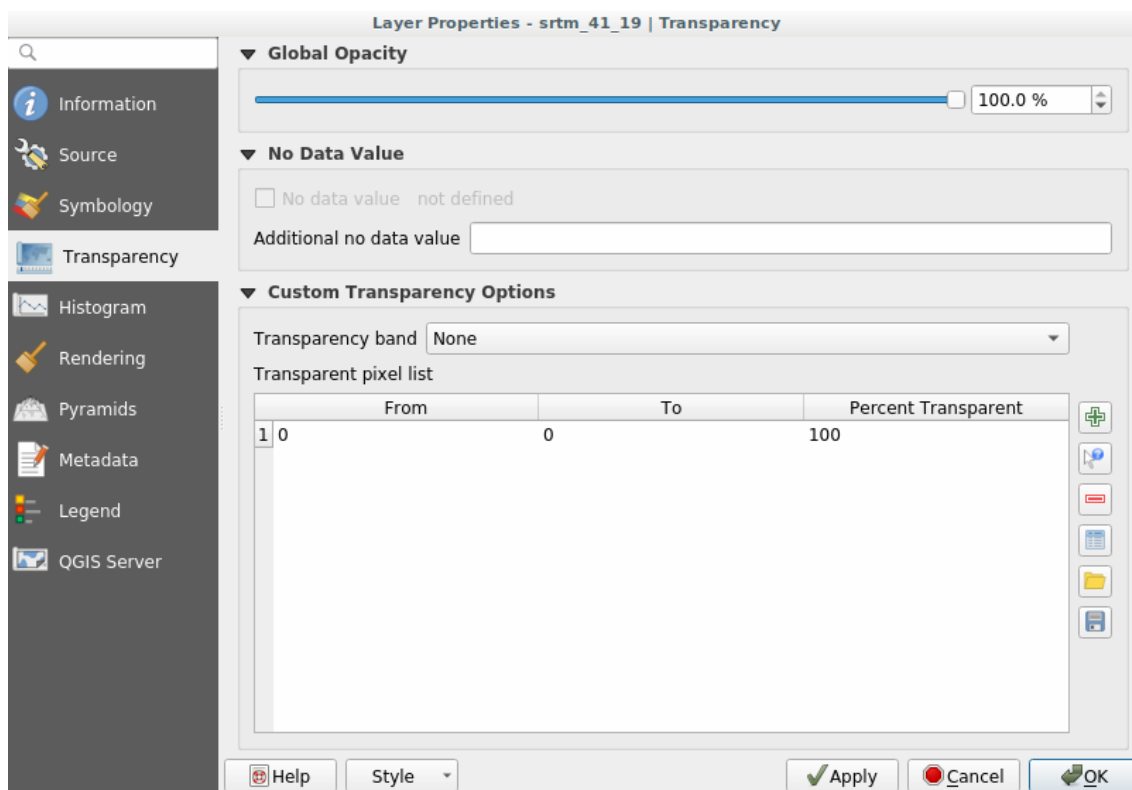 Layer Properties - srtm_41_19 | Transparency
Information
Source
Symbology
Transparency
Histogram
Rendering
Pyramids
Metadata
Legend
QGIS Server
Global Opacity
100.0 %
No Data Value
No data value not defined
Additional no data value
Custom Transparency Options
Transparency band None
Transparent pixel list
From To Percent Transparent
1 0 0 100
Help Style Apply Cancel OK